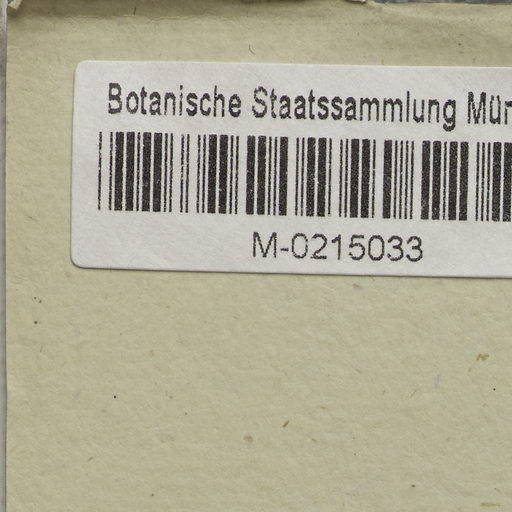 Botanische Staatssammlung Mün
M-0215033